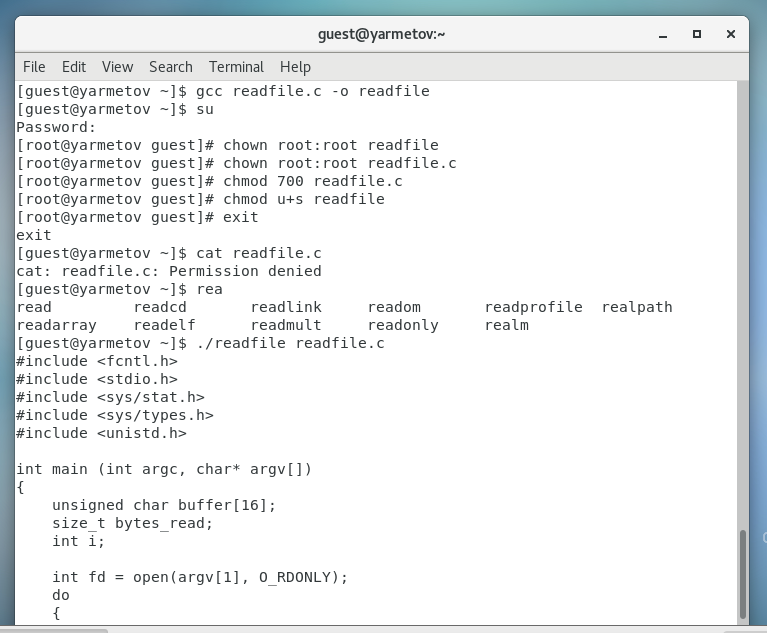 guest@yarmetov:~
File Edit View Search Terminal Help
[guest@yarmetov ~]$ gcc readfile.c -o readfile
[guest@yarmetov ~]$ su
Password:
[root@yarmetov guest]# chown root:root readfile
[root@yarmetov guest]# chown root:root readfile.c
[root@yarmetov guest]# chmod 700 readfile.c
[root@yarmetov guest]# chmod u+s readfile
[root@yarmetov guest]# exit
exit
[guest@yarmetov ~]$ cat readfile.c
cat: readfile.c: Permission denied
[guest@yarmetov ~]$ rea
read         readcd       readlink     readom       readprofile  realpath
readarray    readelf      readmult     readonly     realm
[guest@yarmetov ~]$ ./readfile readfile.c
#include <fcntl.h>
#include <stdio.h>
#include <sys/stat.h>
#include <sys/types.h>
#include <unistd.h>

int main (int argc, char* argv[])
{
    unsigned char buffer[16];
    size_t bytes_read;
    int i;

    int fd = open(argv[1], O_RDONLY);
    do
    {